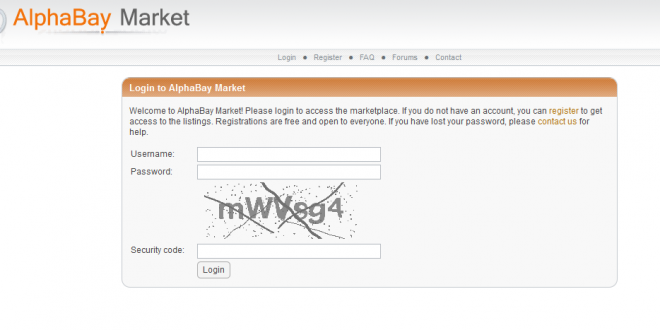 AlphaBay Market
Login • Register • FAQ • Forums • Contact
Login to AlphaBay Market
Welcome to AlphaBay Market! Please login to access the marketplace. If you do not have an account, you can register to get
access to the listings. Registrations are free and open to everyone. If you have lost your password, please contact us for
help.
Username:
Password:
mWVsg4
Security code:
Login